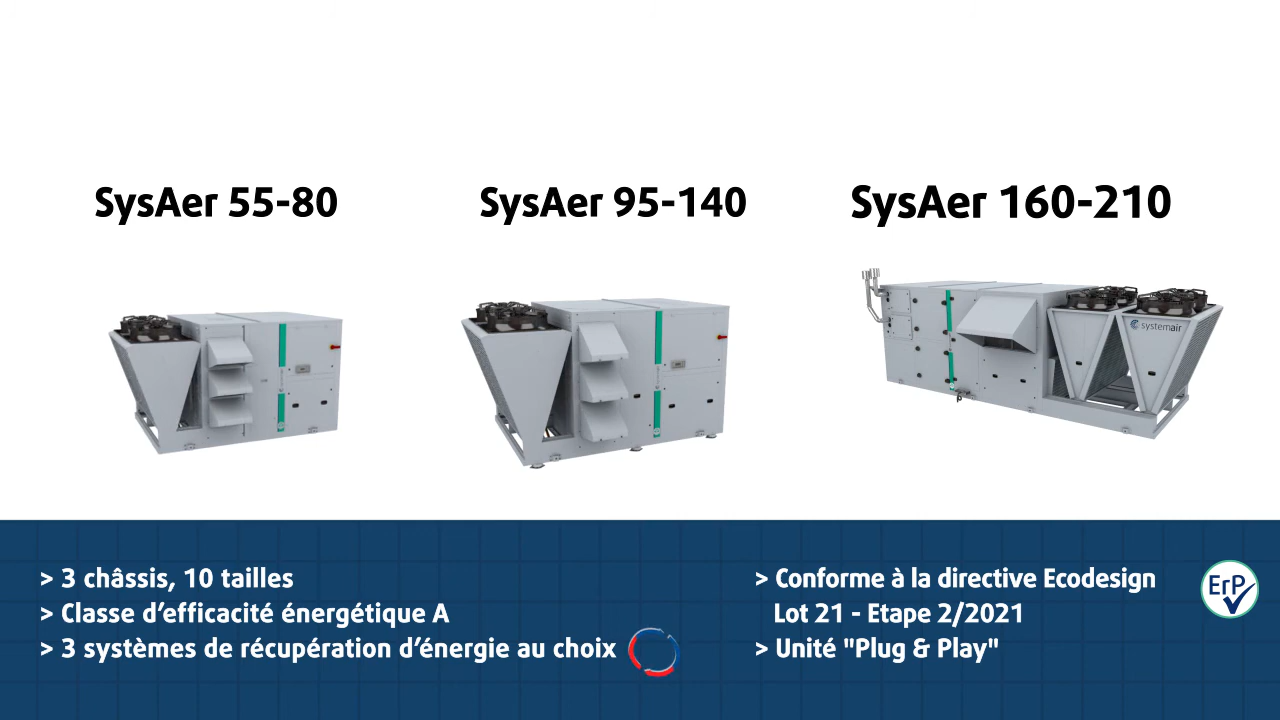 SysAer 55-80
SysAer 95-140
SysAer 160-210
systemair
> 3 châssis, 10 tailles
> Classe d’efficacité énergétique A
> 3 systèmes de récupération d’énergie au choix
> Conforme à la directive Ecodesign
Lot 21 - Etape 2/2021
> Unité "Plug & Play"
ErP